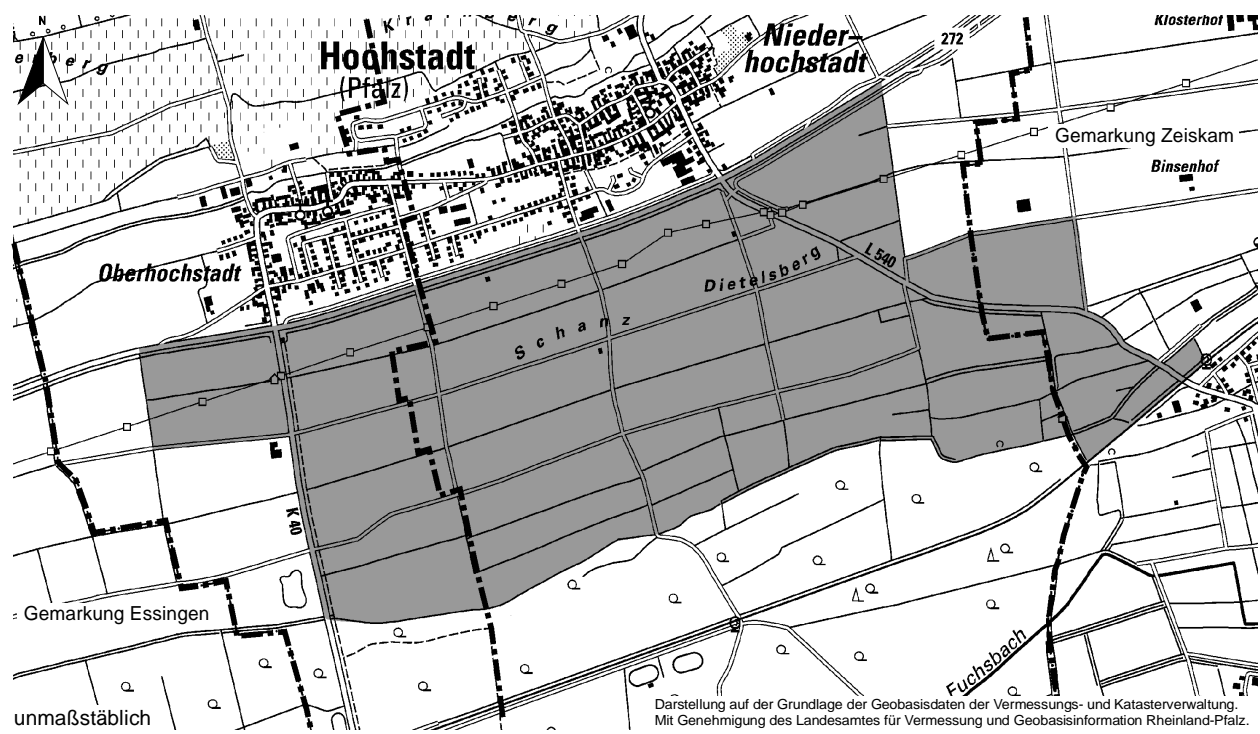 N
Kr
berg
Hochstadt
(Pfalz)
Nieder-
hochstadt
272
Klosterhof
Gemarkung Zeiskam
Binsenhof
Oberhochstadt
L 540
Dietelsberg
Schanz
K 40
Gemarkung Essingen
Fuchsbach
unmaßstäblich
Darstellung auf der Grundlage der Geobasisdaten der Vermessungs- und Katasterverwaltung.
Mit Genehmigung des Landesamtes für Vermessung und Geobasisinformation Rheinland-Pfalz.